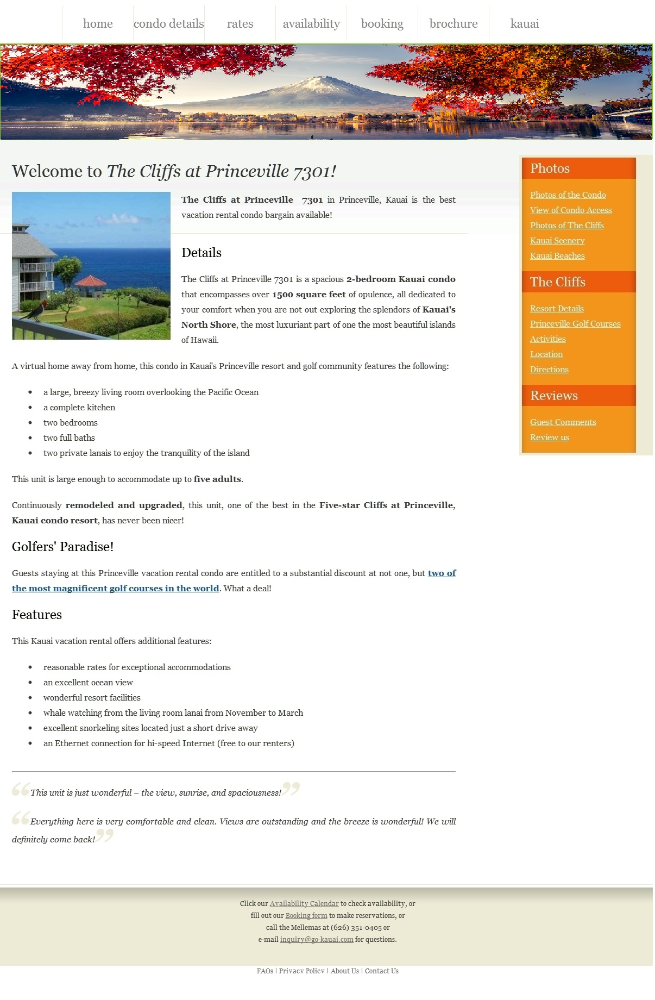 home condo details rates availability booking brochure kauai
Welcome to The Cliffs at Princeville 7301!
The Cliffs at Princeville 7301 in Princeville, Kauai is the best
vacation rental condo bargain available!
Details
The Cliffs at Princeville 7301 is a spacious 2-bedroom Kauai condo
that encompasses over 1500 square feet of opulence, all dedicated to
your comfort when you are not out exploring the splendors of Kauai's
North Shore, the most luxuriant part of one the most beautiful islands
of Hawaii.
A virtual home away from home, this condo in Kauai's Princeville resort and golf community features the following:
• a large, breezy living room overlooking the Pacific Ocean
• a complete kitchen
• two bedrooms
• two full baths
• two private lanais to enjoy the tranquility of the island
This unit is large enough to accommodate up to five adults.
Continuously remodeled and upgraded, this unit, one of the best in the Five-star Cliffs at Princeville,
Kauai condo resort, has never been nicer!
Golfers' Paradise!
Guests staying at this Princeville vacation rental condo are entitled to a substantial discount at not one, but two of
the most magnificent golf courses in the world. What a deal!
Features
This Kauai vacation rental offers additional features:
• reasonable rates for exceptional accommodations
• an excellent ocean view
• wonderful resort facilities
• whale watching from the living room lanai from November to March
• excellent snorkeling sites located just a short drive away
• an Ethernet connection for hi-speed Internet (free to our renters)
“This unit is just wonderful – the view, sunrise, and spaciousness!”
“Everything here is very comfortable and clean. Views are outstanding and the breeze is wonderful! We will
definitely come back!”
Photos
Photos of the Condo
View of Condo Access
Photos of The Cliffs
Kauai Scenery
Kauai Beaches
The Cliffs
Resort Details
Princeville Golf Courses
Activities
Location
Directions
Reviews
Guest Comments
Review us
Click our Availability Calendar to check availability, or
fill out our Booking form to make reservations, or
call the Mellemas at (626) 351-0405 or
e-mail inquiry@go-kauai.com for questions.
FAQs | Privacy Policy | About Us | Contact Us